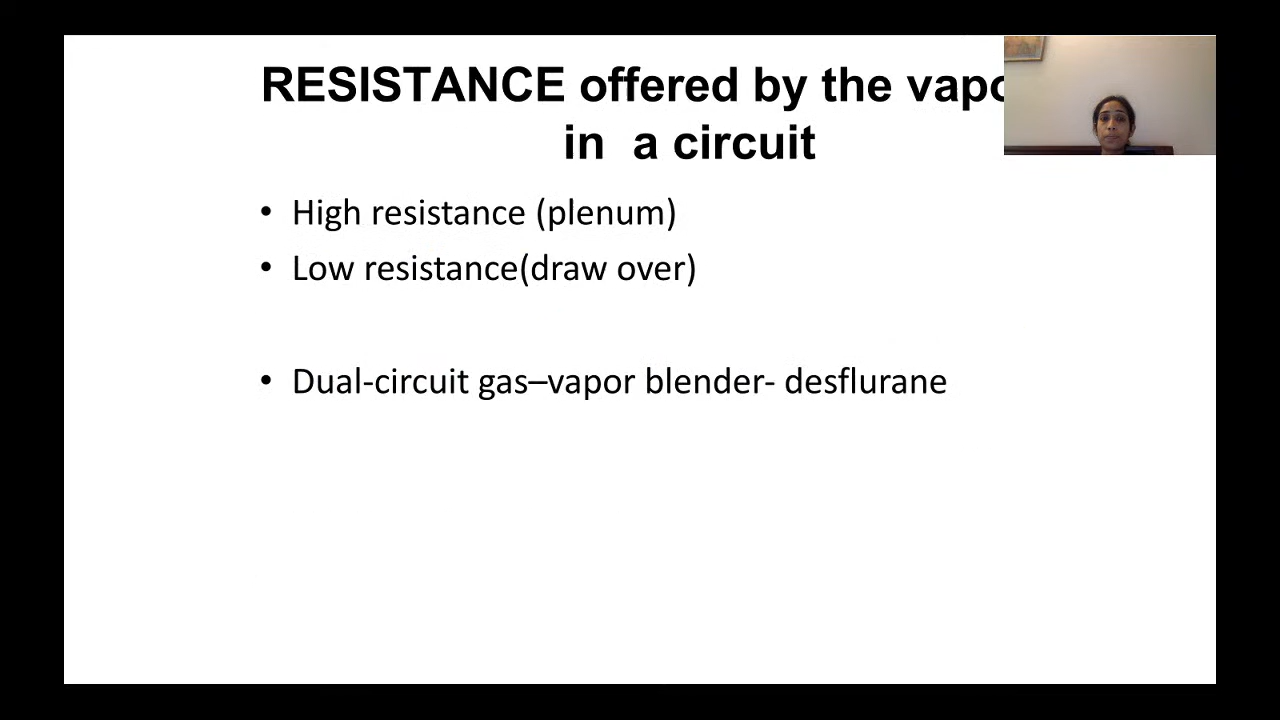 RESISTANCE offered by the
in a circuit
• High resistance (plenum)
• Low resistance(draw over)
• Dual-circuit gas–vapor blender- desflurane